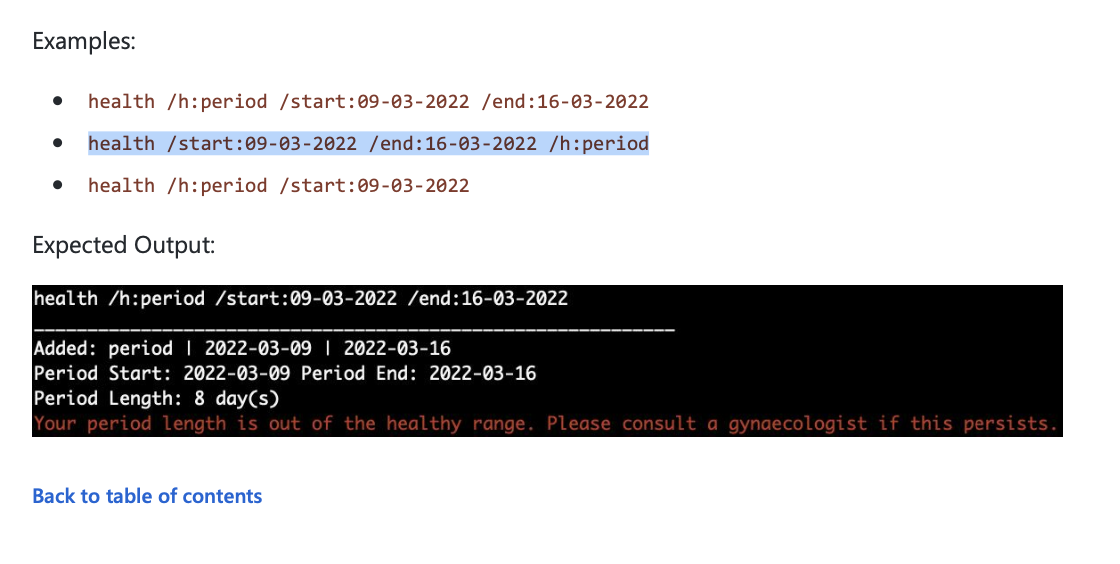 Examples:
health /h:period /start:09-03-2022 /end:16-03-2022
health /start:09-03-2022 /end:16-03-2022 /h:period
health /h:period /start:09-03-2022
Expected Output:
health /h:period /start:09-03-2022 /end:16-03-2022
____________________________________________________________
Added: period | 2022-03-09 | 2022-03-16
Period Start: 2022-03-09 Period End: 2022-03-16
Period Length: 8 day(s)
Your period length is out of the healthy range. Please consult a gynaecologist if this persists.
Back to table of contents